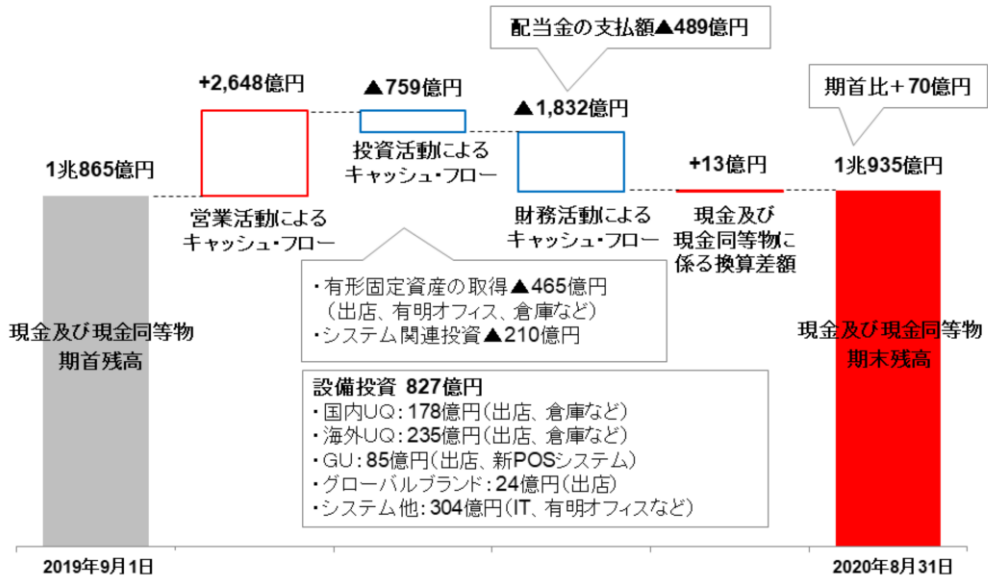 配当金の支払額▲489億円
+2,648億円
▲759億円
▲1,832億円
期首比＋70億円
1兆865億円
投資活動による
キャッシュ・フロー
+13億円
1兆935億円
営業活動による
キャッシュ・フロー
財務活動による
キャッシュ・フロー
現金及び
現金同等物に
係る換算差額
・有形固定資産の取得▲465億円
（出店、有明オフィス、倉庫など）
・システム関連投資▲210億円
現金及び現金同等物
期首残高
現金及び現金同等物
期末残高
設備投資 827億円
・国内UQ：178億円（出店、倉庫など）
・海外UQ：235億円（出店、倉庫など）
・GU：85億円（出店、新POSシステム）
・グローバルブランド：24億円（出店）
・システム他：304億円（IT、有明オフィスなど）
2019年9月1日
2020年8月31日